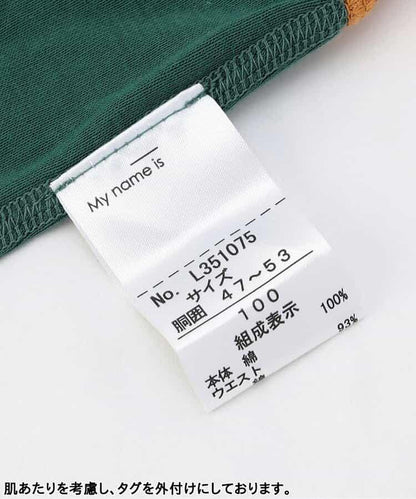 My name is
No. L351075
サイズ
胴囲 47～53
100
組成表示
本体 綿 100%
ウエスト 綿 93%
肌あたりを考慮し、タグを外付けにしております。